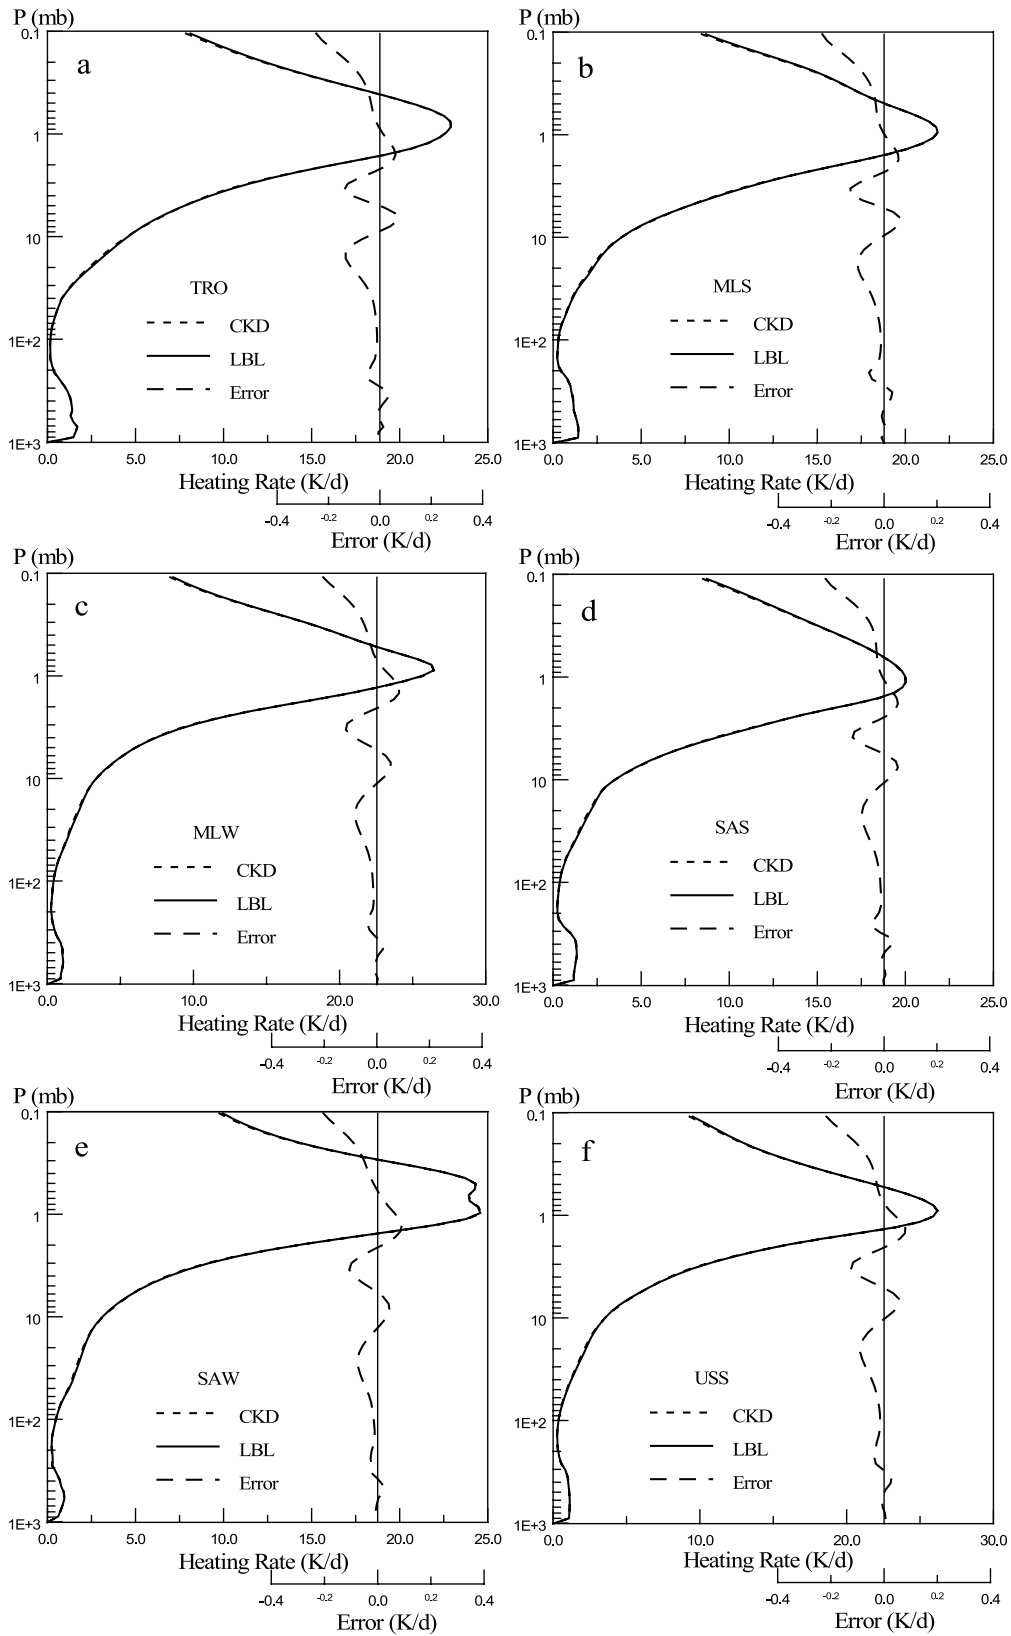 P (mb)
0.1
a
1
10
TRO
CKD
1E+2
LBL
Error
1E+3
0.0 5.0 10.0 15.0 20.0 25.0
Heating Rate (K/d)
-0.4 -0.2 0.0 0.2 0.4
Error (K/d)
P (mb)
0.1
b
1
10
MLS
CKD
1E+2
LBL
Error
1E+3
0.0 5.0 10.0 15.0 20.0 25.0
Heating Rate (K/d)
-0.4 -0.2 0.0 0.2 0.4
Error (K/d)
P (mb)
0.1
c
1
10
MLW
CKD
1E+2
LBL
Error
1E+3
0.0 10.0 20.0 30.0
Heating Rate (K/d)
-0.4 -0.2 0.0 0.2 0.4
Error (K/d)
P (mb)
0.1
d
1
10
SAS
CKD
1E+2
LBL
Error
1E+3
0.0 5.0 10.0 15.0 20.0 25.0
Heating Rate (K/d)
-0.4 -0.2 0.0 0.2 0.4
Error (K/d)
P (mb)
0.1
e
1
10
SAW
CKD
1E+2
LBL
Error
1E+3
0.0 5.0 10.0 15.0 20.0 25.0
Heating Rate (K/d)
-0.4 -0.2 0.0 0.2 0.4
Error (K/d)
P (mb)
0.1
f
1
10
USS
CKD
1E+2
LBL
Error
1E+3
0.0 10.0 20.0 30.0
Heating Rate (K/d)
-0.4 -0.2 0.0 0.2 0.4
Error (K/d)